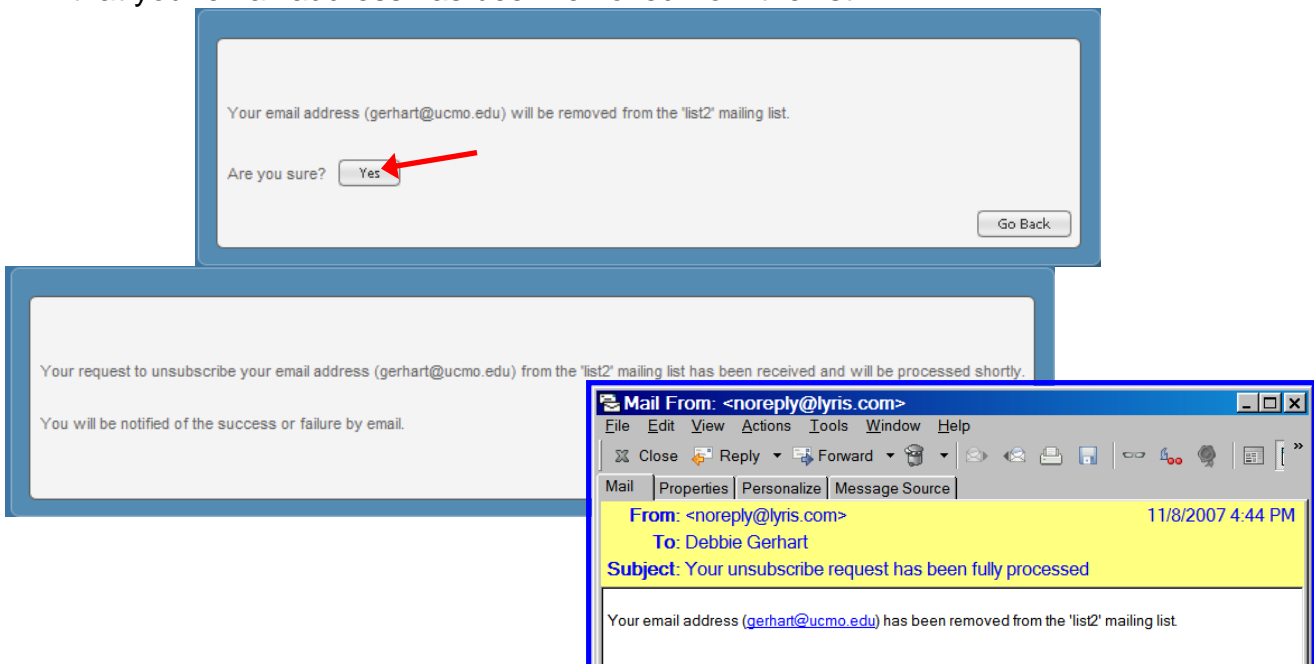 Your email address (gerhart@ucmo.edu) will be removed from the 'list2' mailing list.
Are you sure? Yes
Go Back
Your request to unsubscribe your email address (gerhart@ucmo.edu) from the 'list2' mailing list has been received and will be processed shortly.
You will be notified of the success or failure by email.
Mail From: <noreply@lyris.com>
File Edit View Actions Tools Window Help
Close Reply Forward »
Mail Properties Personalize Message Source
From: <noreply@lyris.com> 11/8/2007 4:44 PM
To: Debbie Gerhart
Subject: Your unsubscribe request has been fully processed
Your email address (gerhart@ucmo.edu) has been removed from the 'list2' mailing list.